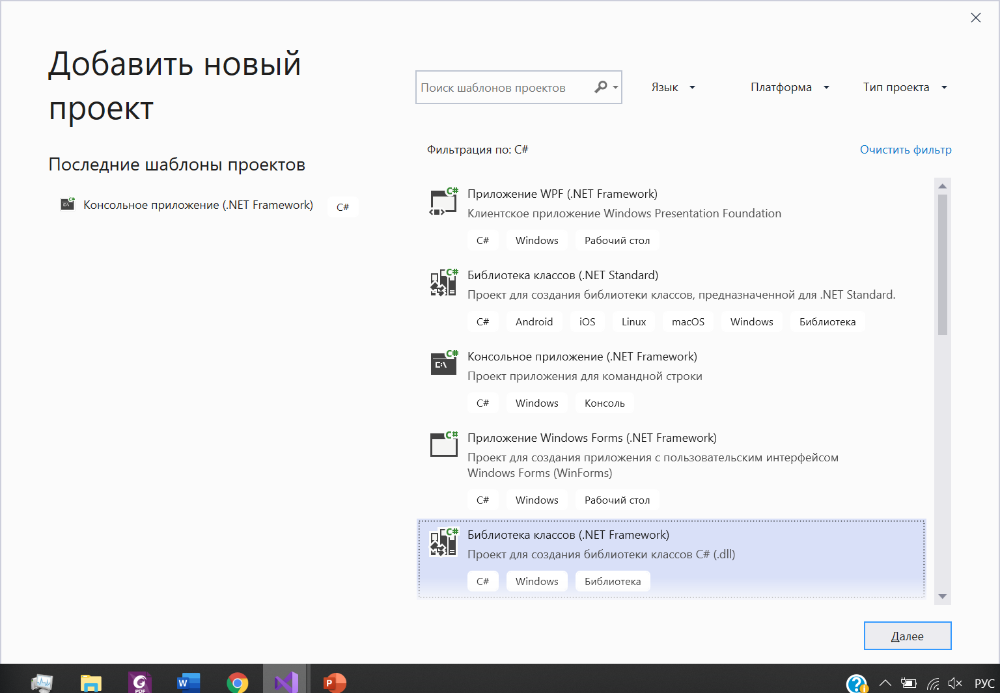 Добавить новый
проект
Поиск шаблонов проектов
Язык
Платформа
Тип проекта
Последние шаблоны проектов
Консольное приложение (.NET Framework)
C#
Фильтрация по: C#
Очистить фильтр
C#
Приложение WPF (.NET Framework)
Клиентское приложение Windows Presentation Foundation
C# Windows Рабочий стол
C#
Библиотека классов (.NET Standard)
Проект для создания библиотеки классов, предназначенной для .NET Standard.
C# Android iOS Linux macOS Windows Библиотека
C#
C:\
Консольное приложение (.NET Framework)
Проект приложения для командной строки
C# Windows Консоль
C#
Приложение Windows Forms (.NET Framework)
Проект для создания приложения с пользовательским интерфейсом
Windows Forms (WinForms)
C# Windows Рабочий стол
C#
Библиотека классов (.NET Framework)
Проект для создания библиотеки классов C# (.dll)
C# Windows Библиотека
Далее
PDF
W
P
РУС